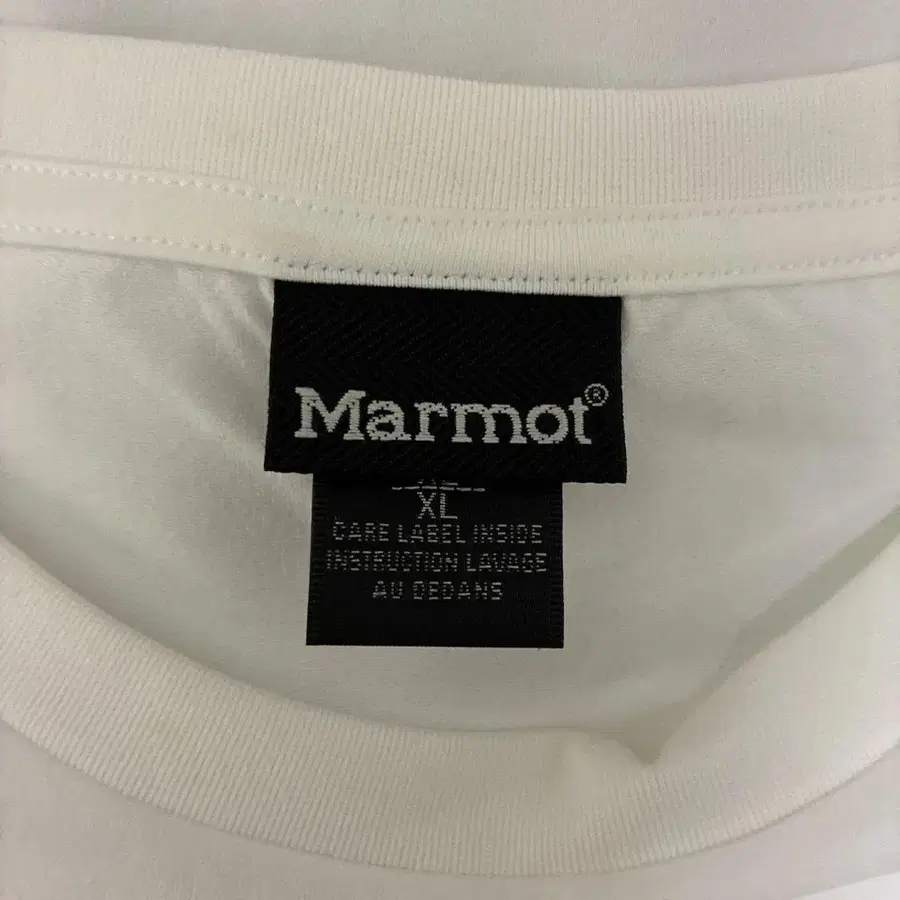 Marmot®
XL
CARE LABEL INSIDE
INSTRUCTION LAVAGE
AU DEDANS